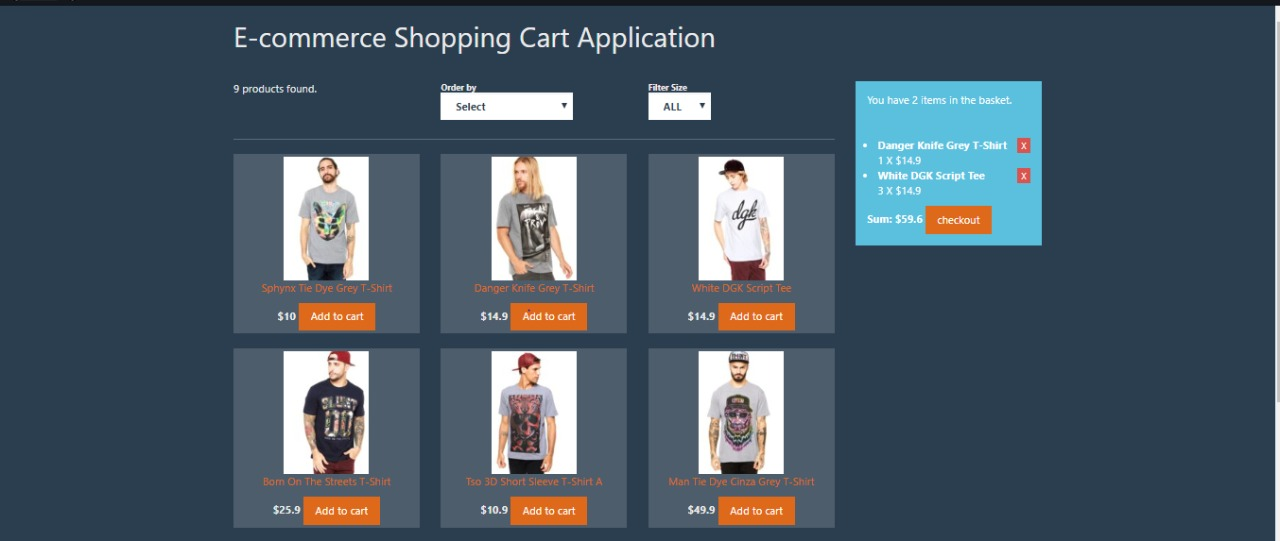 E-commerce Shopping Cart Application
9 products found.
Order by
Select
Filter Size
ALL
You have 2 items in the basket.
Danger Knife Grey T-Shirt X
1 X $14.9
White DGK Script Tee X
3 X $14.9
Sum: $59.6 checkout
dgk
Sphynx Tie Dye Grey T-Shirt
Danger Knife Grey T-Shirt
White DGK Script Tee
$10 Add to cart
$14.9 Add to cart
$14.9 Add to cart
Born On The Streets T-Shirt
Tso 3D Short Sleeve T-Shirt A
Man Tie Dye Cinza Grey T-Shirt
$25.9 Add to cart
$10.9 Add to cart
$49.9 Add to cart